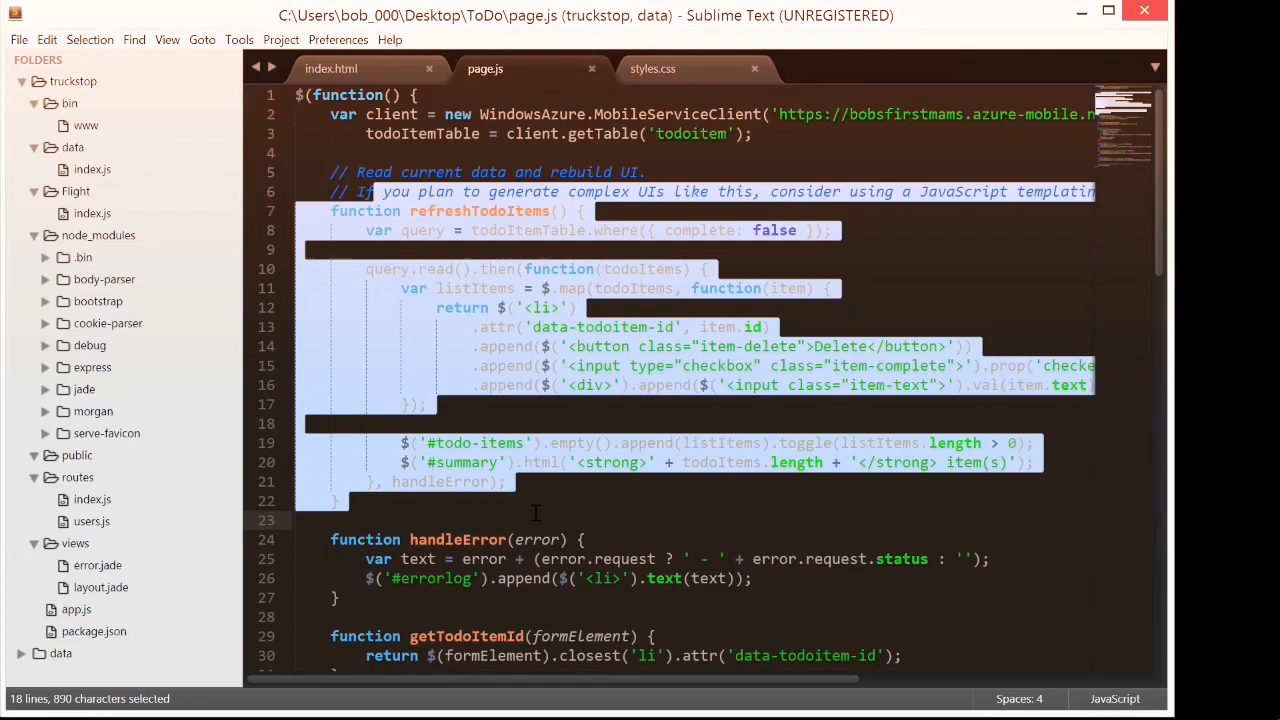 C:\Users\bob_000\Desktop\ToDo\page.js (truckstop, data) - Sublime Text (UNREGISTERED)
File Edit Selection Find View Goto Tools Project Preferences Help
FOLDERS
truckstop
bin
www
data
index.js
Flight
index.js
node_modules
.bin
body-parser
bootstrap
cookie-parser
debug
express
jade
morgan
serve-favicon
public
routes
index.js
users.js
views
error.jade
layout.jade
app.js
package.json
data
index.html page.js styles.css
1 $(function() {
2 var client = new WindowsAzure.MobileServiceClient('https://bobsfirstmams.azure-mobile.n
3 todoItemTable = client.getTable('todoitem');
4
5 // Read current data and rebuild UI.
6 // If you plan to generate complex UIs like this, consider using a JavaScript templatin
7 function refreshTodoItems() {
8 var query = todoItemTable.where({ complete: false });
9
10 query.read().then(function(todoItems) {
11 var listItems = $.map(todoItems, function(item) {
12 return $('<li>')
13 .attr('data-todoitem-id', item.id)
14 .append($('<button class="item-delete">Delete</button>'))
15 .append($('<input type="checkbox" class="item-complete">').prop('checke
16 .append($('<div>').append($('<input class="item-text">').val(item.text)
17 });
18
19 $('#todo-items').empty().append(listItems).toggle(listItems.length > 0);
20 $('#summary').html('<strong>' + todoItems.length + '</strong> item(s)');
21 }, handleError);
22 }
23
24 function handleError(error) {
25 var text = error + (error.request ? ' - ' + error.request.status : '');
26 $('#errorlog').append($('<li>').text(text));
27 }
28
29 function getTodoItemId(formElement) {
30 return $(formElement).closest('li').attr('data-todoitem-id');
18 lines, 890 characters selected
Spaces: 4 JavaScript